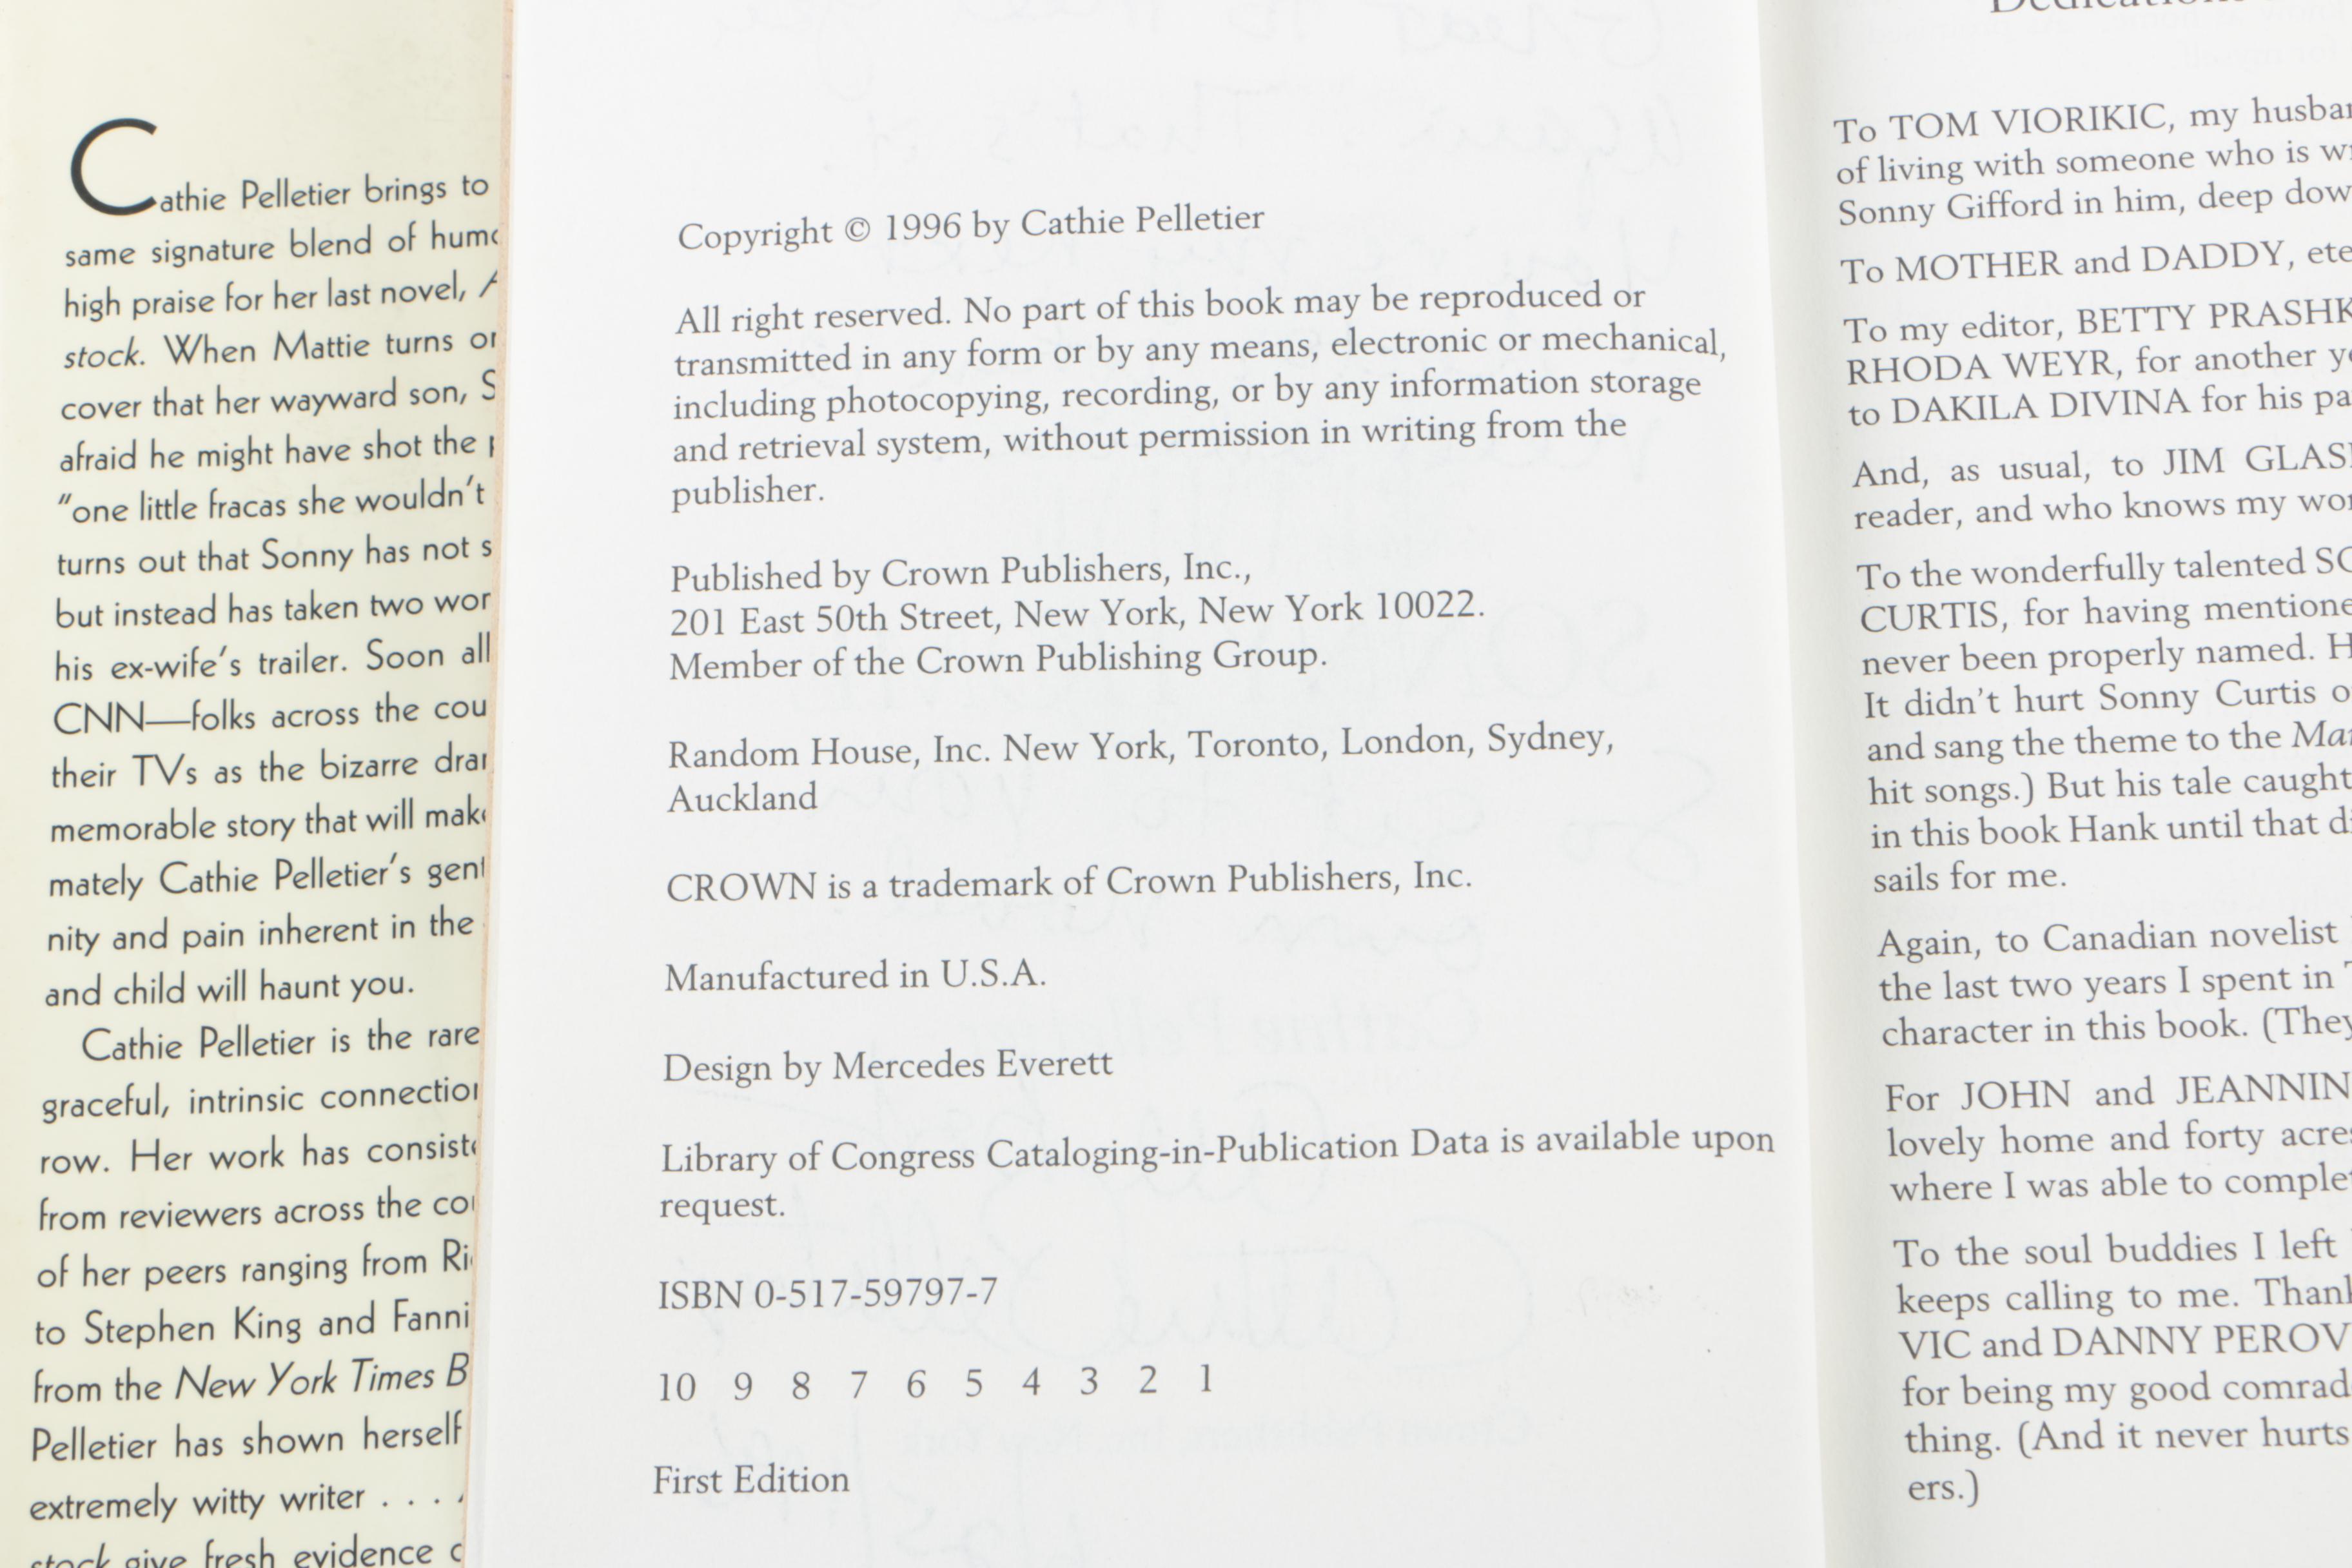 Cathie Pelletier brings to
same signature blend of
high praise for her last novel,
stock. When Mattie turns
cover that her wayward son,
afraid he might have shot the
"one little fracas she wouldn't
turns out that Sonny has not
but instead has taken two
his ex-wife's trailer. Soon all
CNN—folks across the
their TVs as the bizarre
memorable story that will
mately Cathie Pelletier's
nity and pain inherent in the
and child will haunt you.
Cathie Pelletier is the rare
graceful, intrinsic
row. Her work has
from reviewers across the
of her peers ranging from
to Stephen King and
from the New York Times
Pelletier has shown herself
extremely witty writer . . .
stock give fresh evidence
Copyright © 1996 by Cathie Pelletier
All right reserved. No part of this book may be reproduced or
transmitted in any form or by any means, electronic or mechanical,
including photocopying, recording, or by any information storage
and retrieval system, without permission in writing from the
publisher.
Published by Crown Publishers, Inc.,
201 East 50th Street, New York, New York 10022.
Member of the Crown Publishing Group.
Random House, Inc. New York, Toronto, London, Sydney,
Auckland
CROWN is a trademark of Crown Publishers, Inc.
Manufactured in U.S.A.
Design by Mercedes Everett
Library of Congress Cataloging-in-Publication Data is available upon
request.
ISBN 0-517-59797-7
10 9 8 7 6 5 4 3 2 1
First Edition
To TOM VIORIKIC, my
of living with someone who is
Sonny Gifford in him, deep
To MOTHER and DADDY,
To my editor, BETTY
RHODA WEYR, for another
to DAKILA DIVINA for his
And, as usual, to JIM
reader, and who knows my
To the wonderfully talented
CURTIS, for having
never been properly named.
It didn't hurt Sonny Curtis
and sang the theme to the
hit songs.) But his tale caught
in this book Hank until that
sails for me.
Again, to Canadian novelist
the last two years I spent in
character in this book. (They
For JOHN and
lovely home and forty
where I was able to
To the soul buddies I left
keeps calling to me.
VIC and DANNY
for being my good
thing. (And it never hurts
ers.)